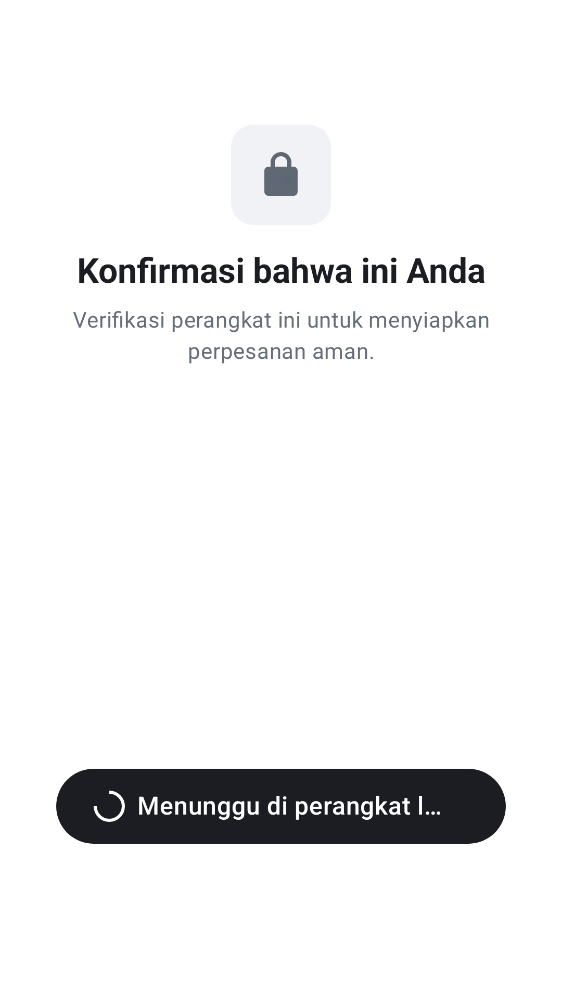 Konfirmasi bahwa ini Anda
Verifikasi perangkat ini untuk menyiapkan
perpesanan aman.
Menunggu di perangkat l…